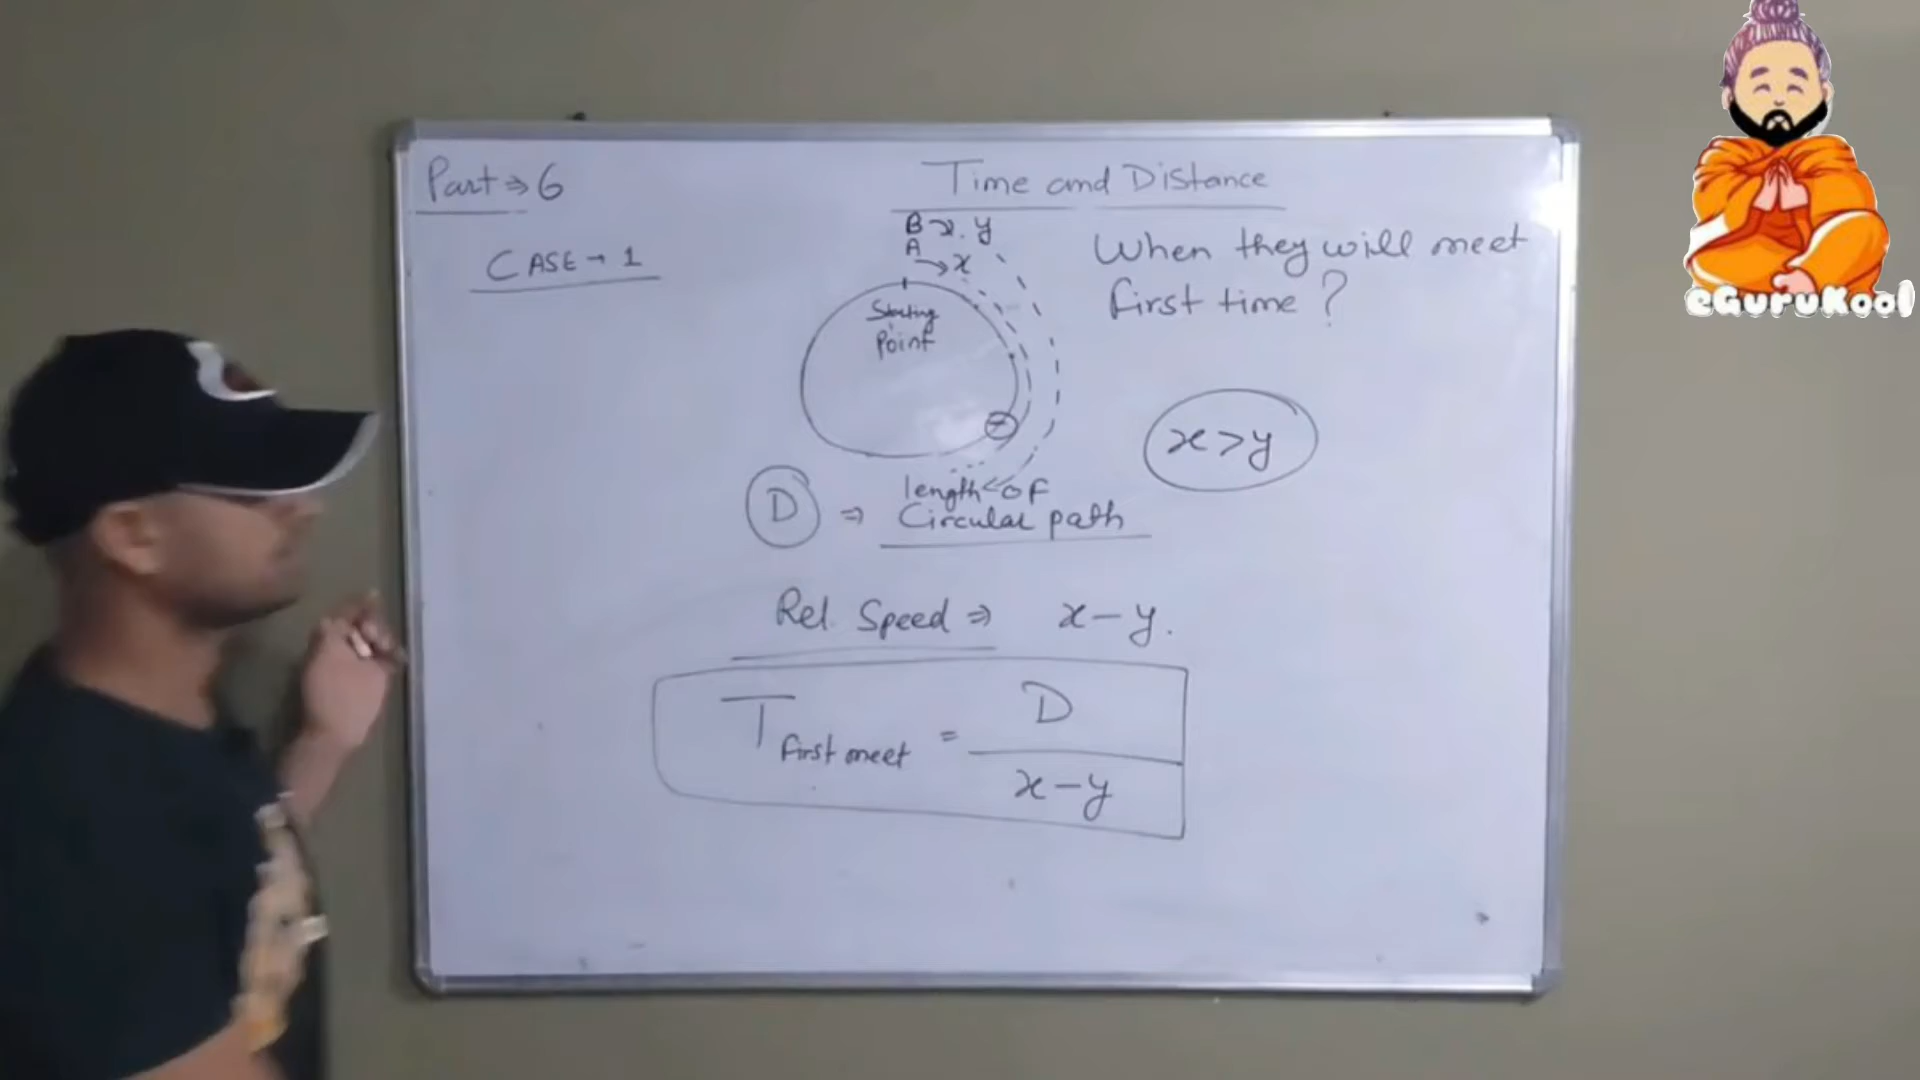 Part ⇒ 6
Time and Distance
CASE → 1
B → y
A → x
When they will meet
first time ?
Starting
Point
x > y
D ⇒ length of
Circular path
Rel. Speed ⇒ x - y.
T first meet = D
x - y
eGuruKool